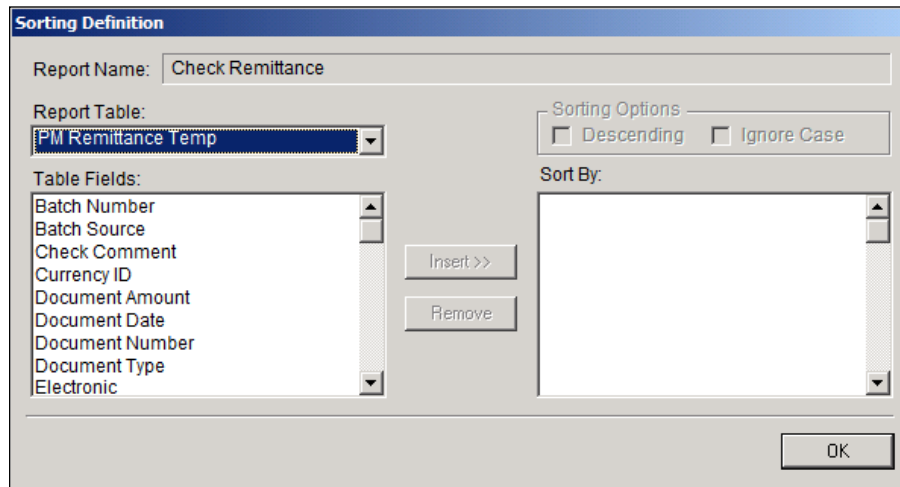 Sorting Definition
Report Name: Check Remittance
Report Table:
PM Remittance Temp
Sorting Options
Descending Ignore Case
Table Fields:
Sort By:
Batch Number
Batch Source
Check Comment
Currency ID
Document Amount
Document Date
Document Number
Document Type
Electronic
Insert >>
Remove
OK